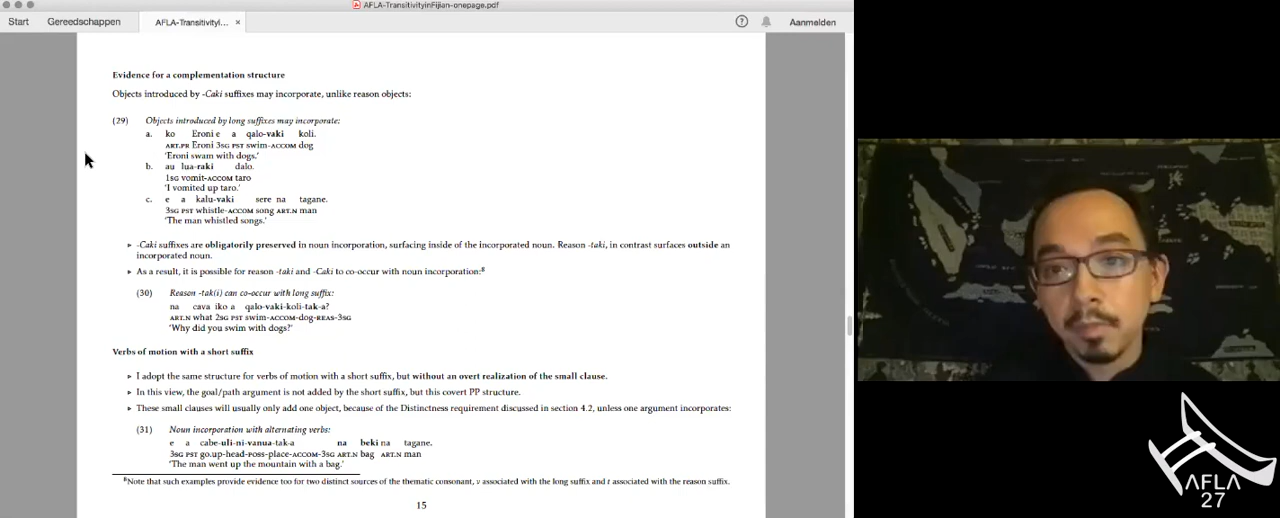 AFLA-TransitivityinFijian-onepage.pdf
Start Gereedschappen AFLA-TransitivityI... × Aanmelden
Evidence for a complementation structure
Objects introduced by -Caki suffixes may incorporate, unlike reason objects:
(29) Objects introduced by long suffixes may incorporate:
a. ko Eroni e a qalo-vaki koli.
ART.PR Eroni 3SG PST swim-ACCOM dog
'Eroni swam with dogs.'
b. au lua-raki dalo.
1SG vomit-ACCOM taro
'I vomited up taro.'
c. e a kalu-vaki sere na tagane.
3SG PST whistle-ACCOM song ART.N man
'The man whistled songs.'
▸ -Caki suffixes are obligatorily preserved in noun incorporation, surfacing inside of the incorporated noun. Reason -taki, in contrast surfaces outside an
incorporated noun.
▸ As a result, it is possible for reason -taki and -Caki to co-occur with noun incorporation:8
(30) Reason -tak(i) can co-occur with long suffix:
na cava iko a qalo-vaki-koli-tak-a?
ART.N what 2SG PST swim-ACCOM-dog-REAS-3SG
'Why did you swim with dogs?'
Verbs of motion with a short suffix
▸ I adopt the same structure for verbs of motion with a short suffix, but without an overt realization of the small clause.
▸ In this view, the goal/path argument is not added by the short suffix, but this covert PP structure.
▸ These small clauses will usually only add one object, because of the Distinctness requirement discussed in section 4.2, unless one argument incorporates:
(31) Noun incorporation with alternating verbs:
e a cabe-uli-ni-vanua-tak-a na beki na tagane.
3SG PST go.up-head-POSS-place-ACCOM-3SG ART.N bag ART.N man
'The man went up the mountain with a bag.'
8Note that such examples provide evidence too for two distinct sources of the thematic consonant, v associated with the long suffix and t associated with the reason suffix.
15
AFLA
27